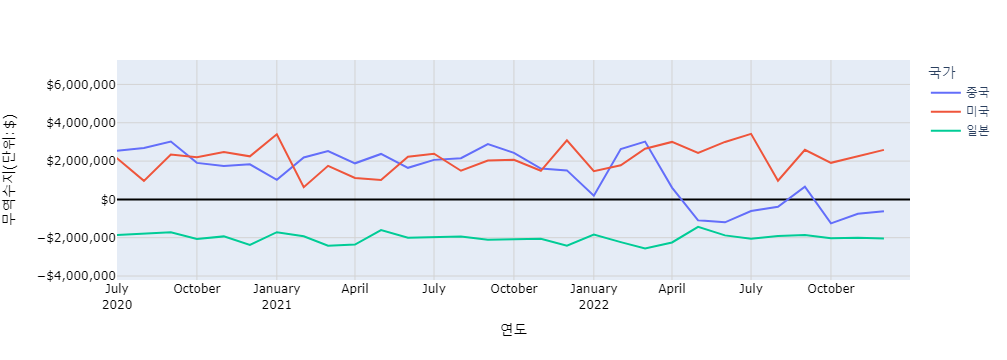 국가
중국
미국
일본
무역수지(단위: $)
$6,000,000
$4,000,000
$2,000,000
$0
−$2,000,000
−$4,000,000
July October January April July October January April July October
2020 2021 2022
연도